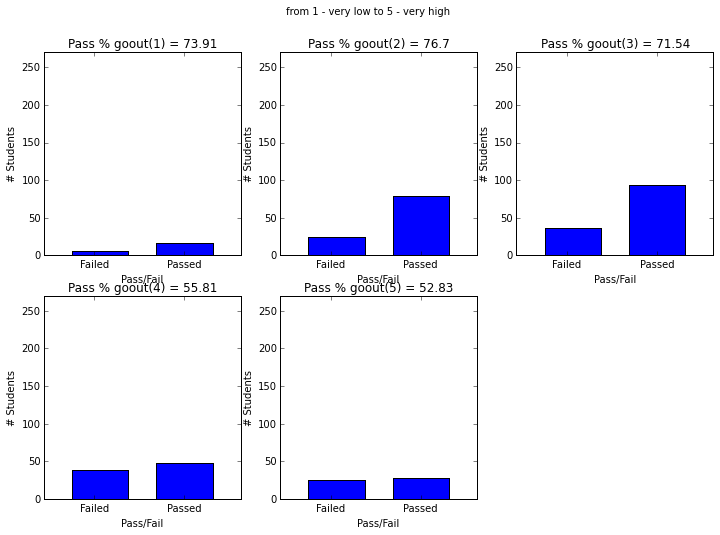 from 1 - very low to 5 - very high
Pass % goout(1) = 73.91
250
200
150
100
50
0
# Students
Failed Passed
Pass/Fail
Pass % goout(2) = 76.7
250
200
150
100
50
0
# Students
Failed Passed
Pass/Fail
Pass % goout(3) = 71.54
250
200
150
100
50
0
# Students
Failed Passed
Pass/Fail
Pass % goout(4) = 55.81
250
200
150
100
50
0
# Students
Failed Passed
Pass/Fail
Pass % goout(5) = 52.83
250
200
150
100
50
0
# Students
Failed Passed
Pass/Fail